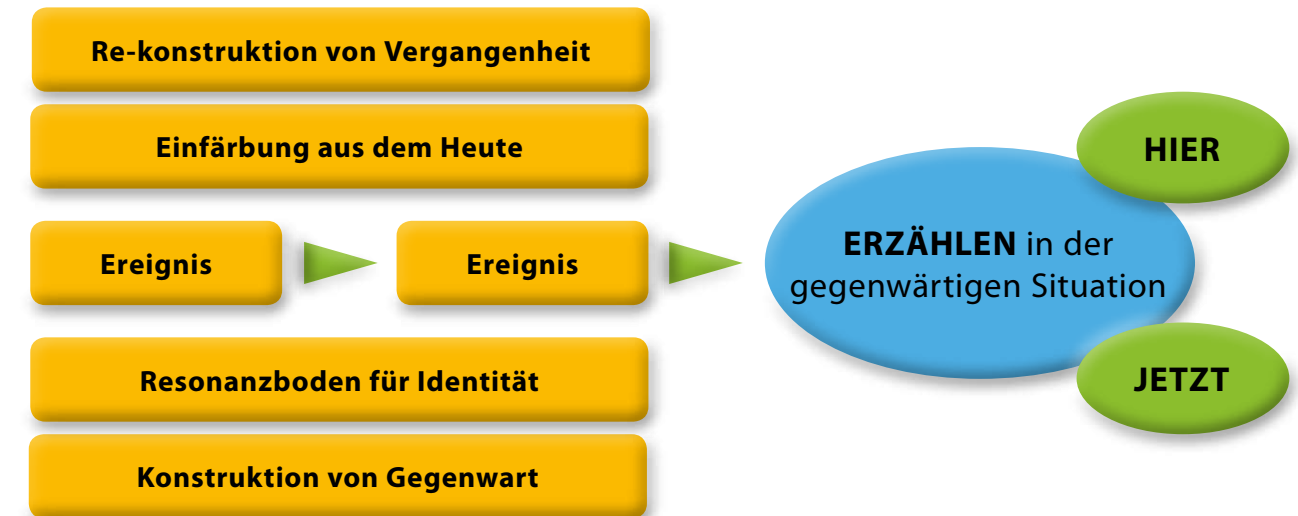 Re-konstruktion von Vergangenheit
Einfärbung aus dem Heute
Ereignis
Ereignis
Resonanzboden für Identität
Konstruktion von Gegenwart
ERZÄHLEN in der
gegenwärtigen Situation
HIER
JETZT